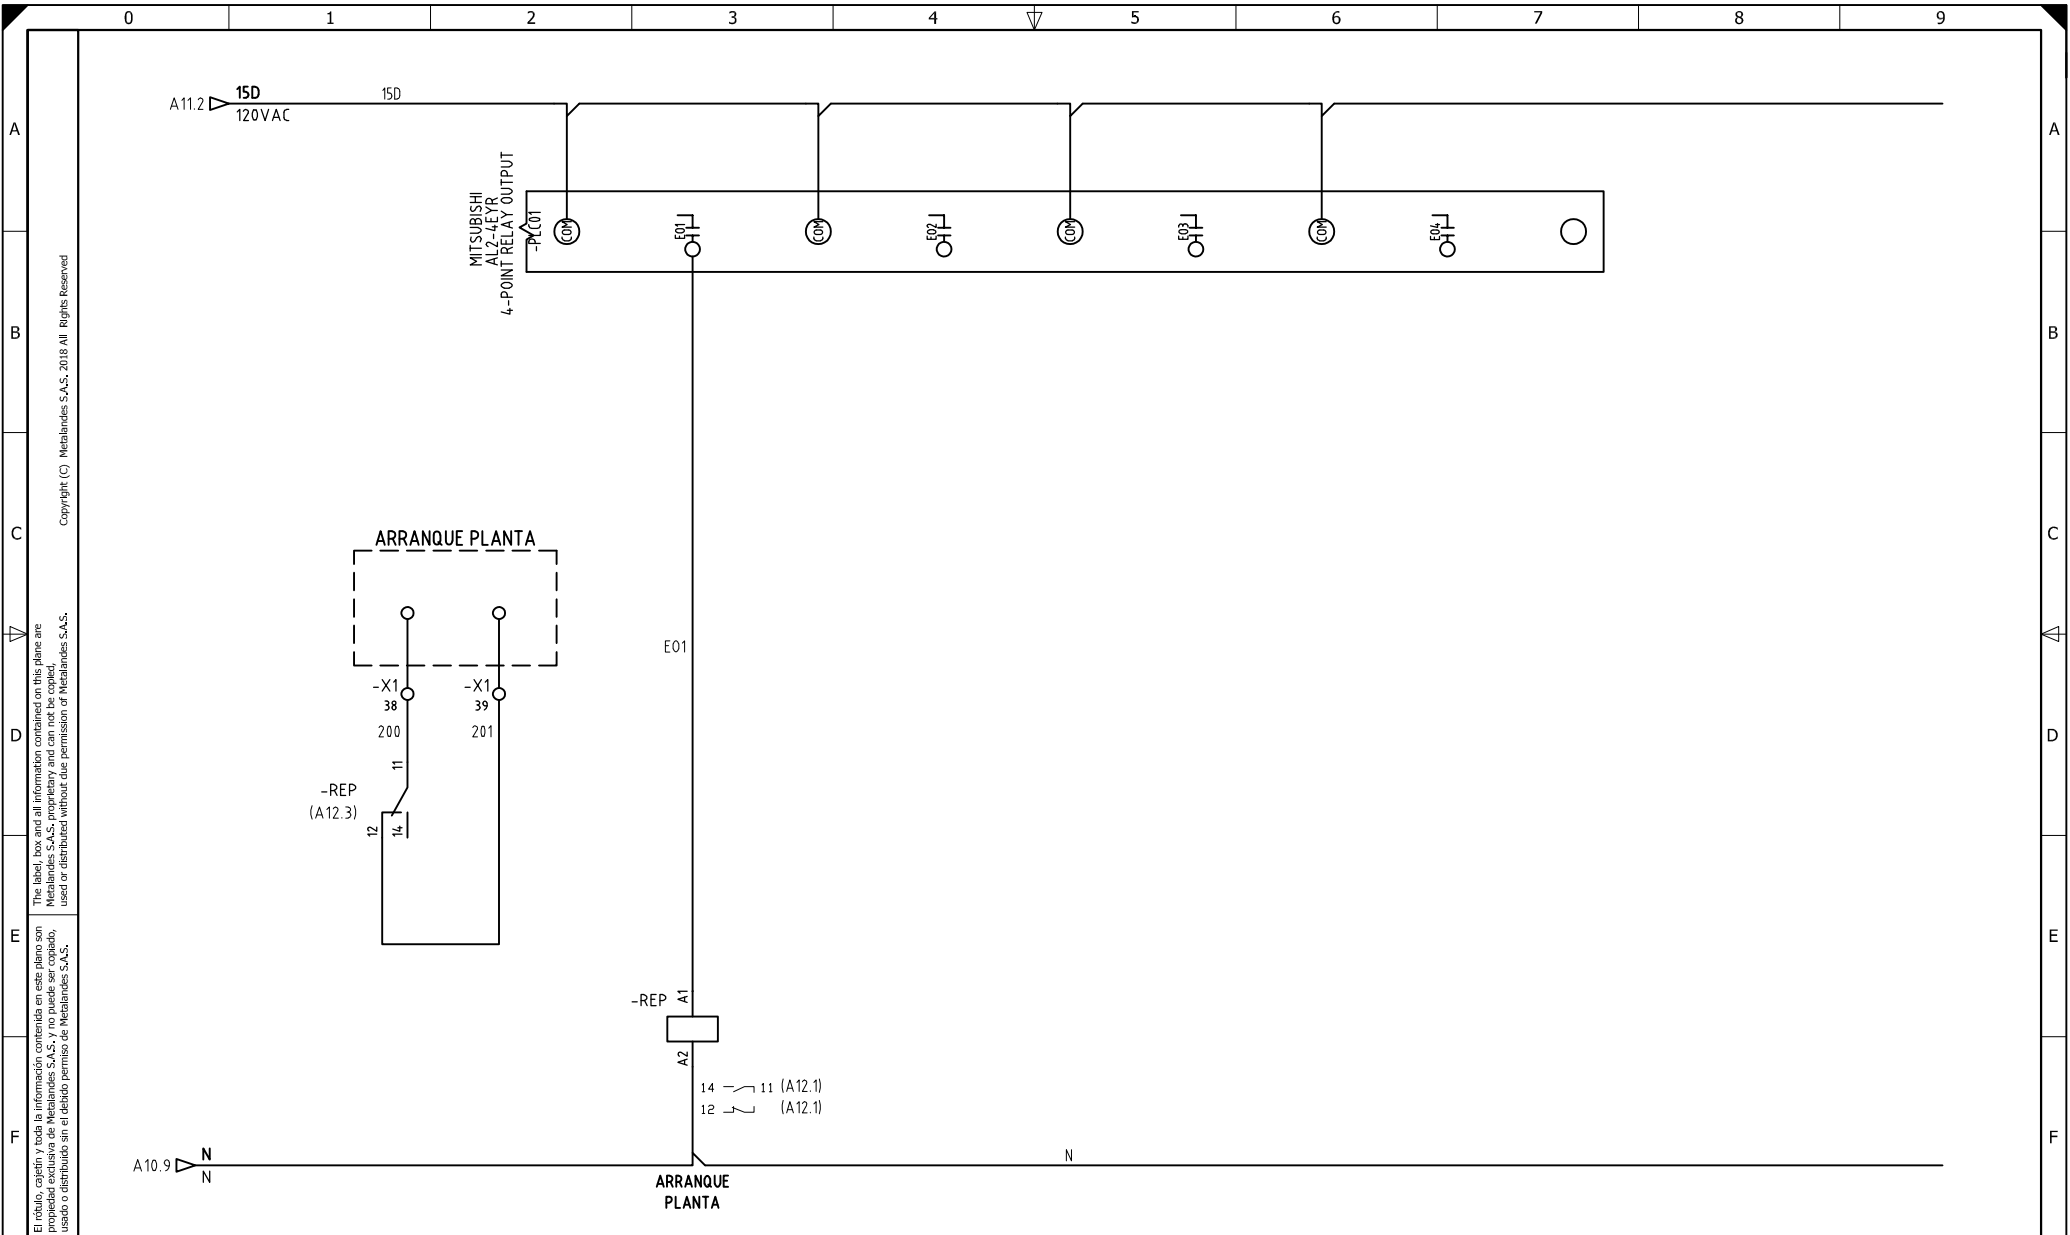 0 1 2 3 4 5 6 7 8 9
A11.2
15D
120VAC
15D
A A
MITSUBISHI
AL2-4EYR
4-POINT RELAY OUTPUT
-PLC01
COM E01 COM E02 COM E03 COM E04
B B
Copyright (C) Metalandes S.A.S. 2018 All Rights Reserved
C C
ARRANQUE PLANTA
E01
The label, box and all information contained on this plane are
Metalandes S.A.S. proprietary and can not be copied,
used or distributed without due permission of Metalandes S.A.S.
-X1 -X1
38 39
200 201
D D
11
-REP
(A12.3)
12 14
E E
El rótulo, cajetín y toda la información contenida en este plano son
propiedad exclusiva de Metalandes S.A.S. y no puede ser copiado,
usado o distribuido sin el debido permiso de Metalandes S.A.S.
-REP A1
A2
14 11 (A12.1)
12 (A12.1)
F F
A10.9
N
N
N
ARRANQUE
PLANTA